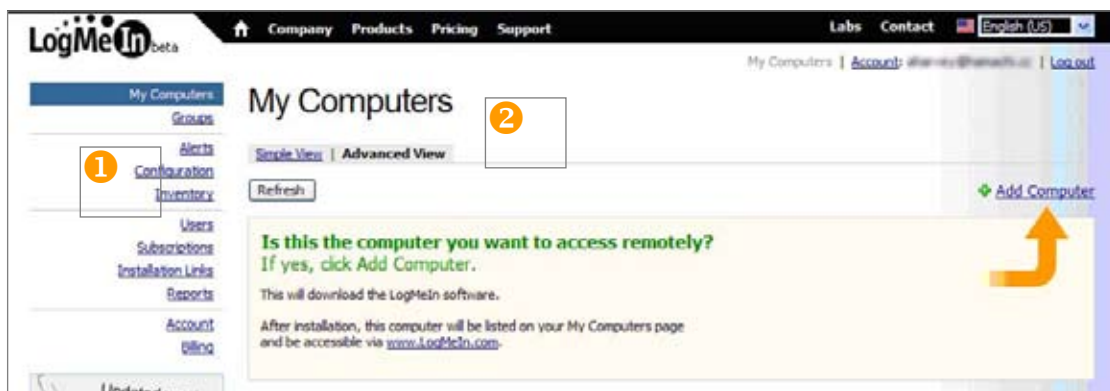 LogMeIn beta
Company Products Pricing Support Labs Contact English (US)
My Computers | Account: | Log out
My Computers
Groups
Alerts
Configuration
Inventory
Users
Subscriptions
Installation Links
Reports
Account
Billing
Updated
My Computers
1
2
Simple View | Advanced View
Refresh
Add Computer
Is this the computer you want to access remotely?
If yes, click Add Computer.
This will download the LogMeIn software.
After installation, this computer will be listed on your My Computers page
and be accessible via www.LogMeIn.com.